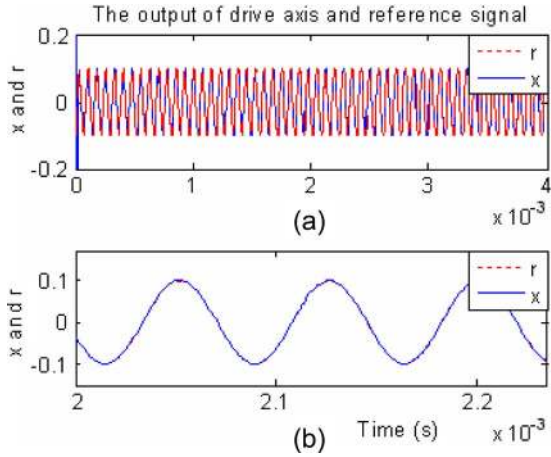 The output of drive axis and reference signal
x and r
0.2
0
-0.2
r
x
0
1
2
3
4
x 10⁻³
(a)
x and r
0.1
0
-0.1
r
x
2
2.1
2.2
Time (s)
x 10⁻³
(b)